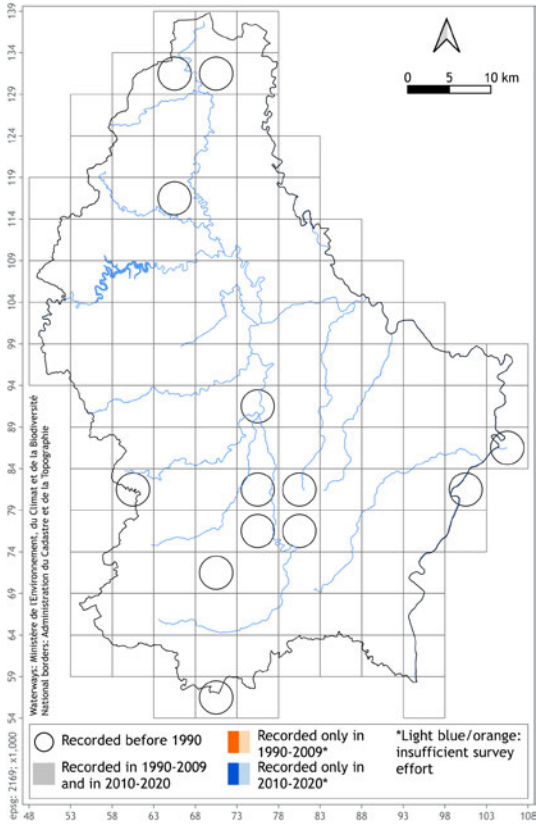 139
134
129
124
119
114
109
104
99
94
89
84
79
74
69
64
59
54
0 5 10 km
Waterways: Ministère de l'Environnement, du Climat et de la Biodiversité
National borders: Administration du Cadastre et de la Topographie
epsg: 2169; x1,000
Recorded before 1990
Recorded in 1990-2009
and in 2010-2020
Recorded only in
1990-2009*
Recorded only in
2010-2020*
*Light blue/orange:
insufficient survey
effort
48 53 58 63 68 73 78 83 88 93 98 103 108